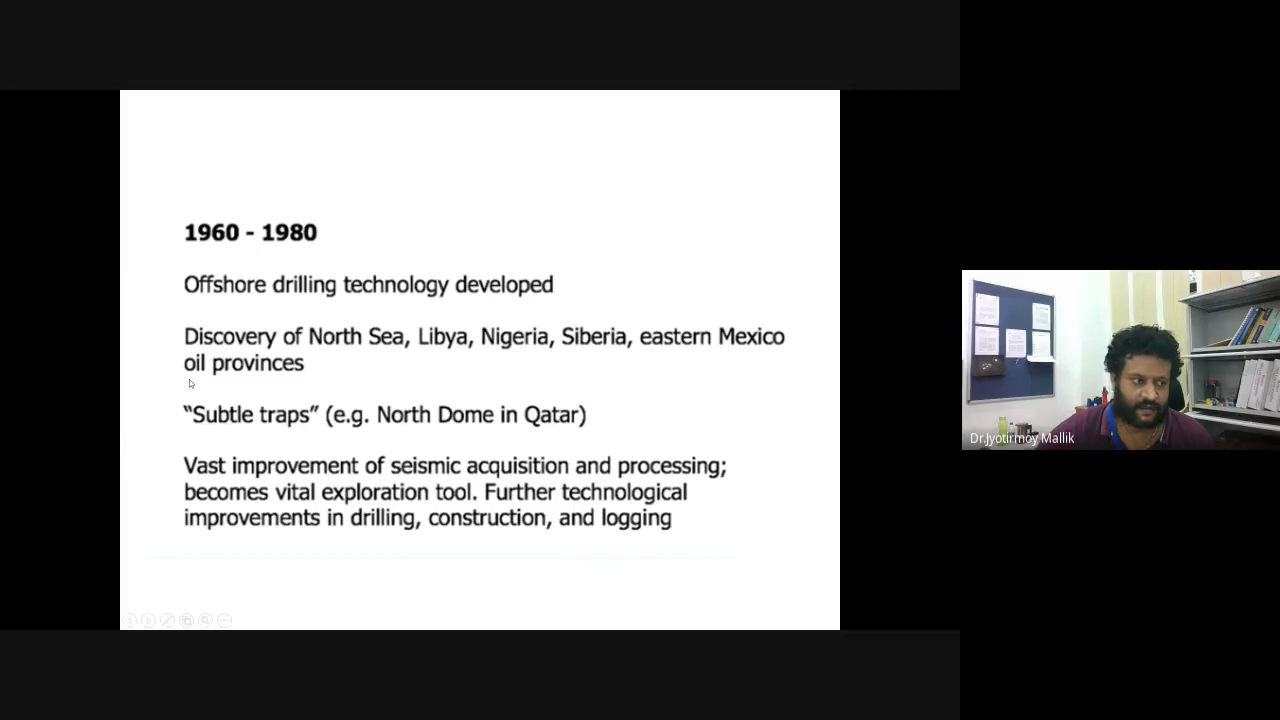 1960 - 1980
Offshore drilling technology developed
Discovery of North Sea, Libya, Nigeria, Siberia, eastern Mexico
oil provinces
“Subtle traps” (e.g. North Dome in Qatar)
Vast improvement of seismic acquisition and processing;
becomes vital exploration tool. Further technological
improvements in drilling, construction, and logging
Dr.Jyotirmoy Mallik